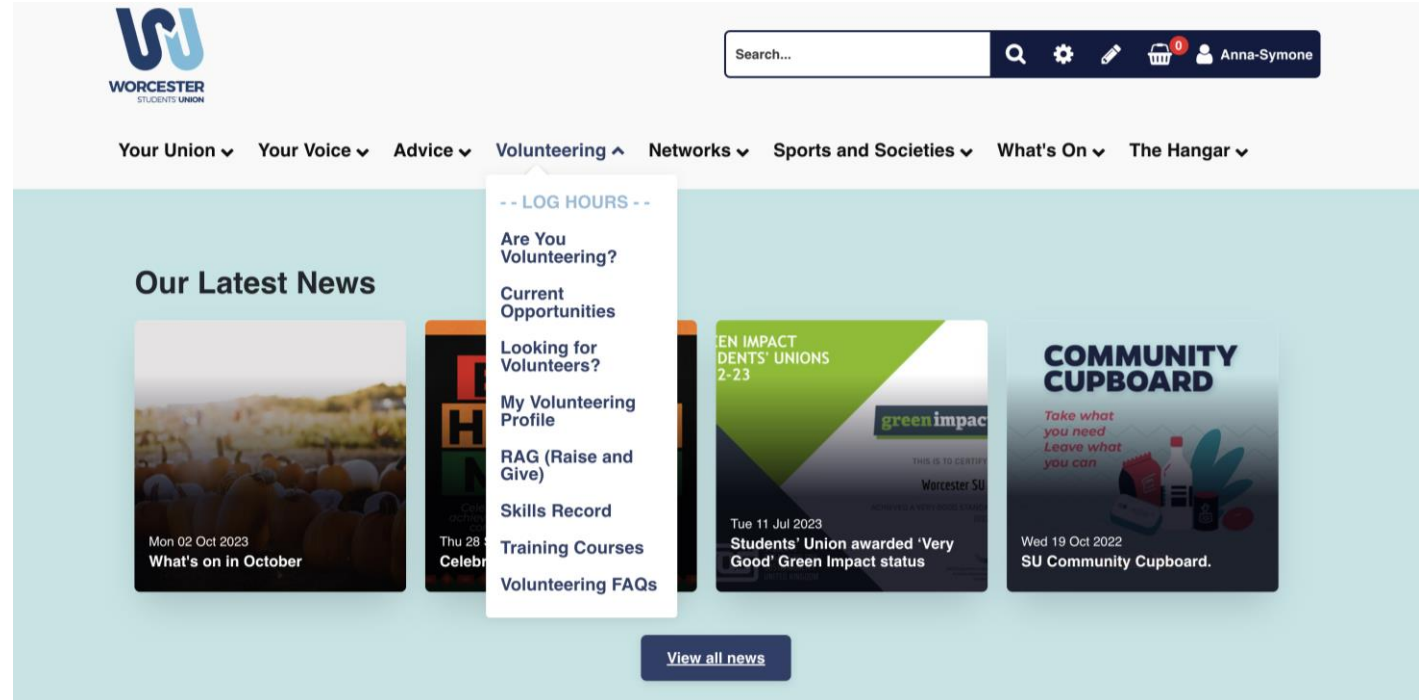 WORCESTER
STUDENTS' UNION
Search...
0
Anna-Symone
Your Union
Your Voice
Advice
Volunteering
Networks
Sports and Societies
What's On
The Hangar
- - LOG HOURS - -
Are You
Volunteering?
Current
Opportunities
Looking for
Volunteers?
My Volunteering
Profile
RAG (Raise and
Give)
Skills Record
Training Courses
Volunteering FAQs
Our Latest News
Mon 02 Oct 2023
What's on in October
Thu 28
Celebr
EEN IMPACT
DENTS' UNIONS
2-23
green impac
THIS IS TO CERTIFY
Worcester SU
Tue 11 Jul 2023
Students' Union awarded ‘Very
Good’ Green Impact status
COMMUNITY
CUPBOARD
Take what
you need
Leave what
you can
Wed 19 Oct 2022
SU Community Cupboard.
View all news